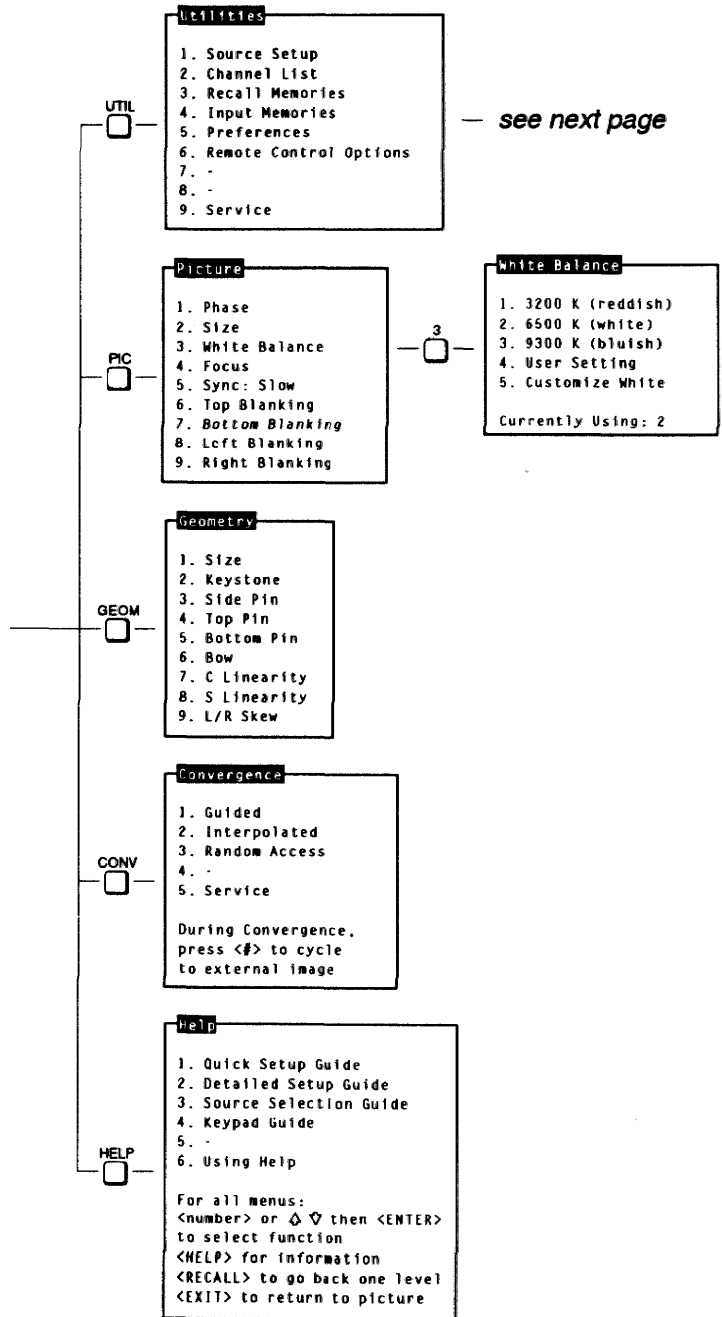 Utilities
1. Source Setup
2. Channel List
3. Recall Memories
4. Input Memories
5. Preferences
6. Remote Control Options
7. -
8. -
9. Service
UTIL
— see next page
Picture
1. Phase
2. Size
3. White Balance
4. Focus
5. Sync: Slow
6. Top Blanking
7. Bottom Blanking
8. Left Blanking
9. Right Blanking
PIC
3
White Balance
1. 3200 K (reddish)
2. 6500 K (white)
3. 9300 K (bluish)
4. User Setting
5. Customize White
Currently Using: 2
Geometry
1. Size
2. Keystone
3. Side Pin
4. Top Pin
5. Bottom Pin
6. Bow
7. C Linearity
8. S Linearity
9. L/R Skew
GEOM
Convergence
1. Guided
2. Interpolated
3. Random Access
4. -
5. Service
During Convergence,
press <#> to cycle
to external image
CONV
Help
1. Quick Setup Guide
2. Detailed Setup Guide
3. Source Selection Guide
4. Keypad Guide
5. -
6. Using Help
For all menus:
<number> or △ ▽ then <ENTER>
to select function
<HELP> for information
<RECALL> to go back one level
<EXIT> to return to picture
HELP